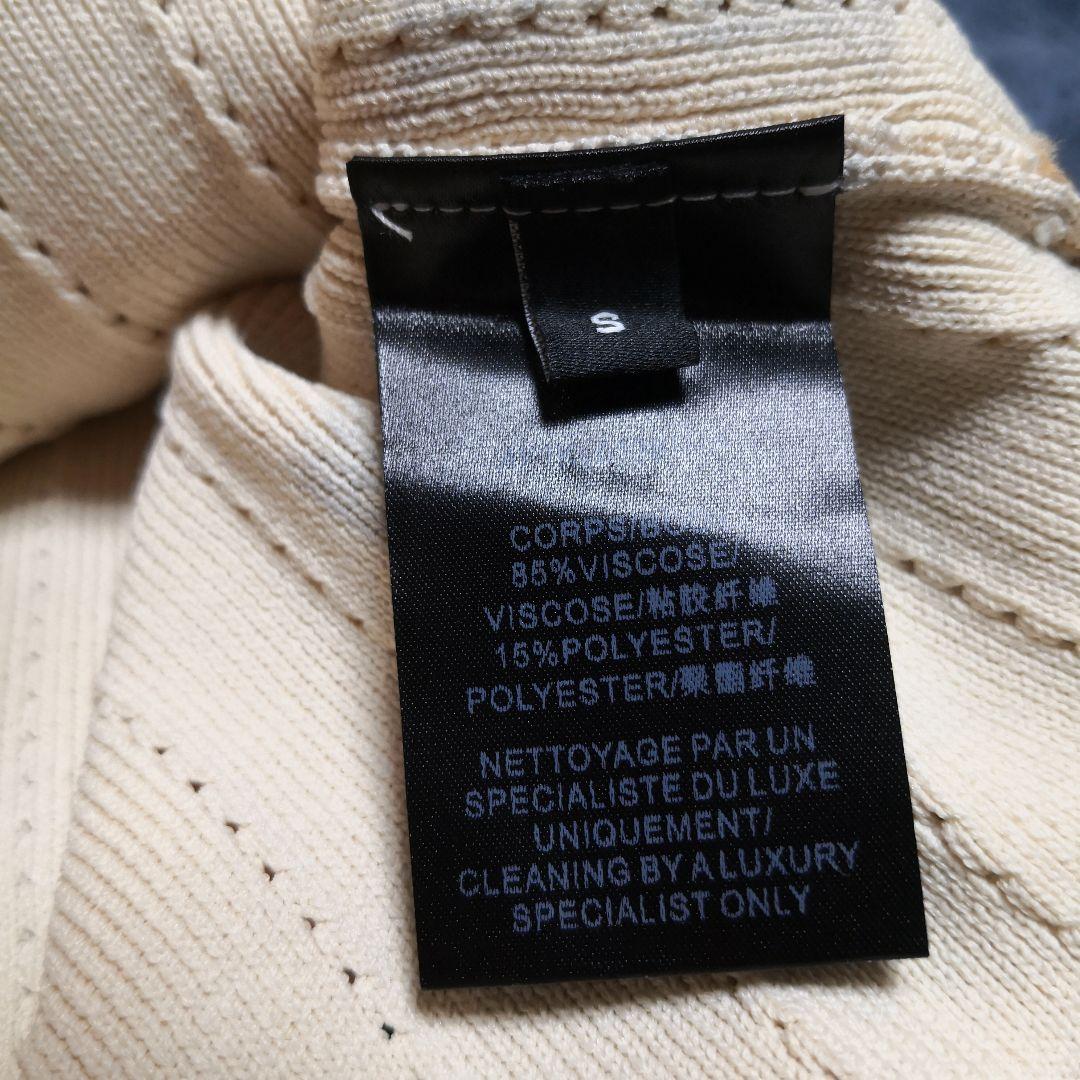 S
CORPS/BODY
85%VISCOSE/
VISCOSE/粘胶纤维
15%POLYESTER/
POLYESTER/聚酯纤维
NETTOYAGE PAR UN
SPECIALISTE DU LUXE
UNIQUEMENT/
CLEANING BY A LUXURY
SPECIALIST ONLY